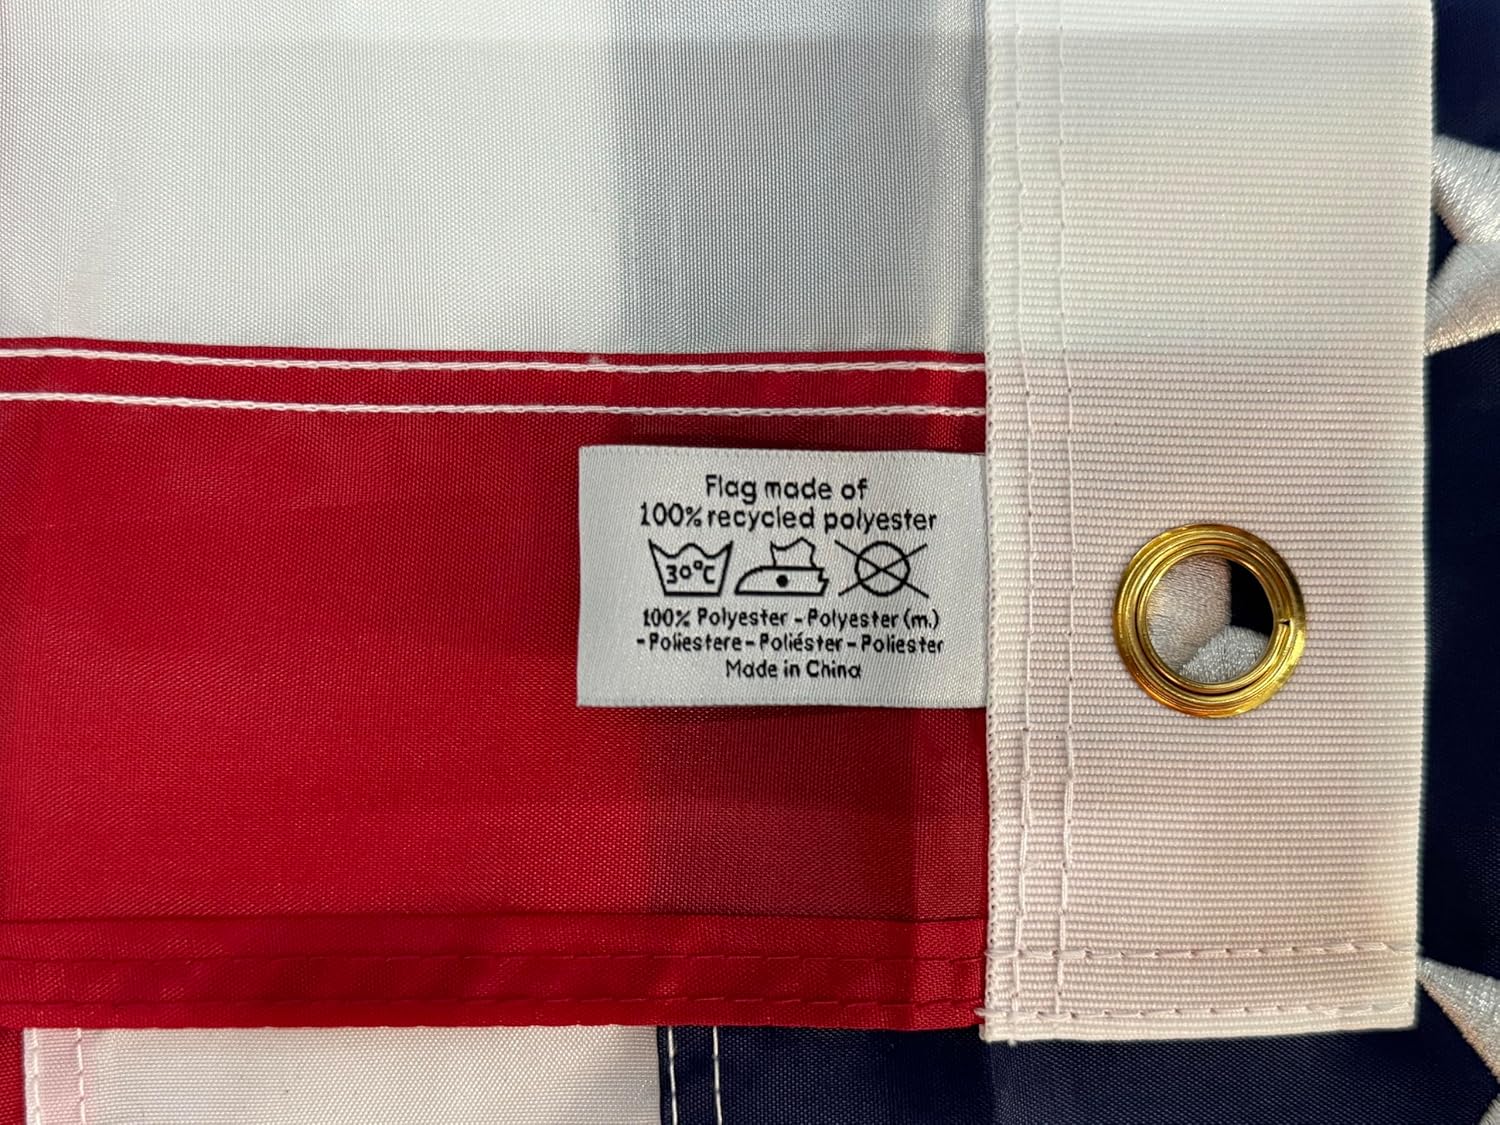 Flag made of
100% recycled polyester
30°C
100% Polyester - Polyester (m.)
- Poliestere - Poliéster - Poliester
Made in China